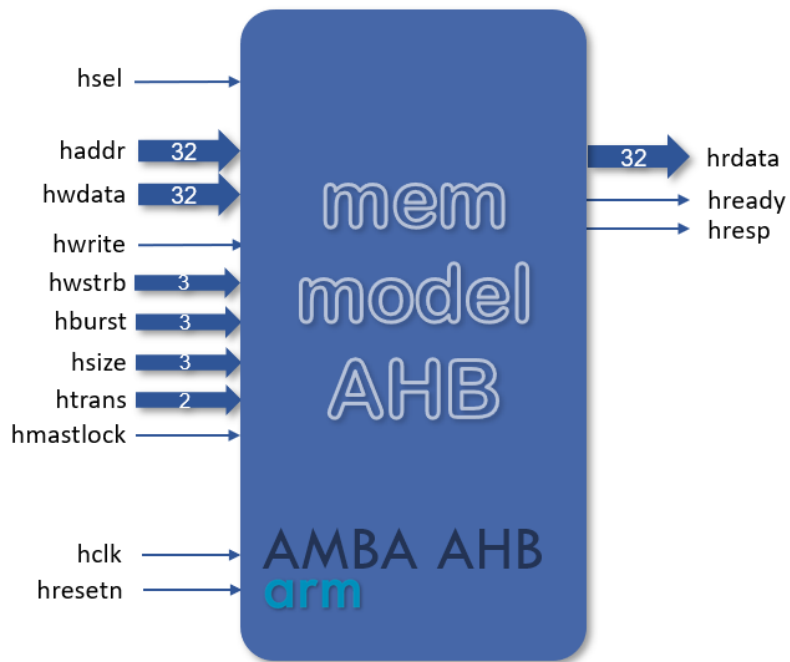 hsel
haddr 32
hwdata 32
hwrite
hwstrb 3
hburst 3
hsize 3
htrans 2
hmastlock
hclk
hresetn
mem
model
AHB
AMBA AHB
arm
32 hrdata
hready
hresp